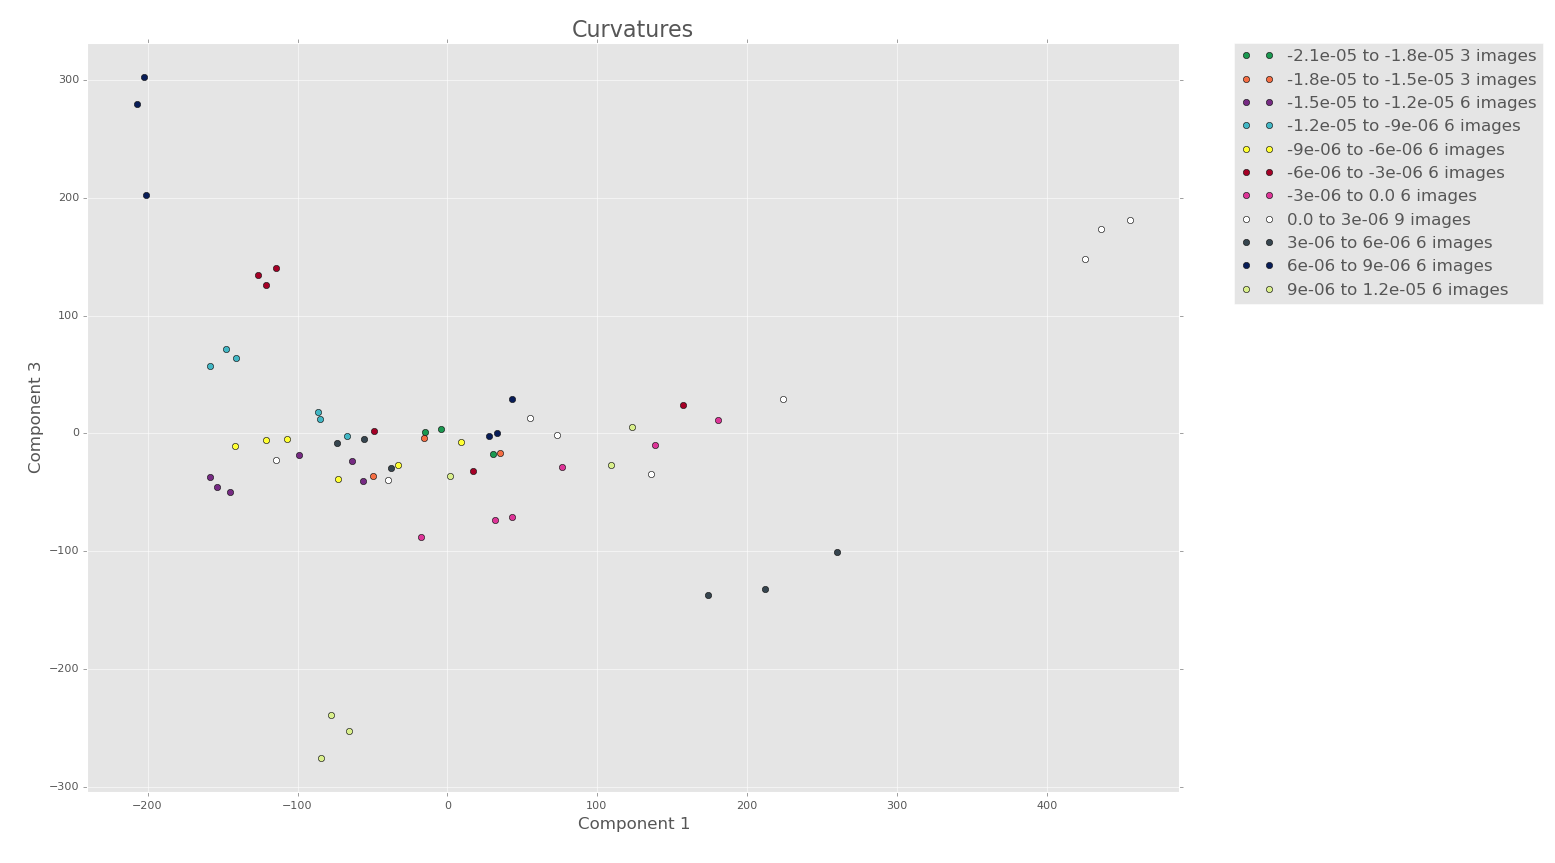 Curvatures
300
200
100
0
−100
−200
−300
Component 3
−200
−100
0
100
200
300
400
Component 1
-2.1e-05 to -1.8e-05 3 images
-1.8e-05 to -1.5e-05 3 images
-1.5e-05 to -1.2e-05 6 images
-1.2e-05 to -9e-06 6 images
-9e-06 to -6e-06 6 images
-6e-06 to -3e-06 6 images
-3e-06 to 0.0 6 images
0.0 to 3e-06 9 images
3e-06 to 6e-06 6 images
6e-06 to 9e-06 6 images
9e-06 to 1.2e-05 6 images